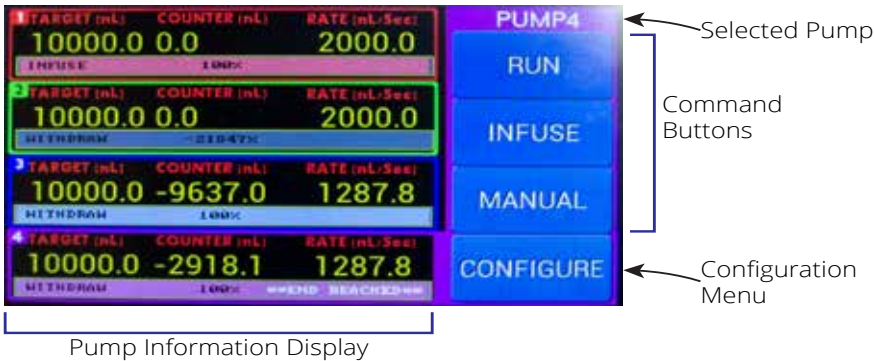 1 TARGET (nL) COUNTER (nL) RATE (nL/Sec)
10000.0 0.0 2000.0
INFUSE 100%
2 TARGET (nL) COUNTER (nL) RATE (nL/Sec)
10000.0 0.0 2000.0
WITHDRAW -21047%
3 TARGET (nL) COUNTER (nL) RATE (nL/Sec)
10000.0 -9637.0 1287.8
WITHDRAW 100%
4 TARGET (nL) COUNTER (nL) RATE (nL/Sec)
10000.0 -2918.1 1287.8
WITHDRAW 100% **END REACHED**
PUMP4
RUN
INFUSE
MANUAL
CONFIGURE
Selected Pump
Command
Buttons
Configuration
Menu
Pump Information Display